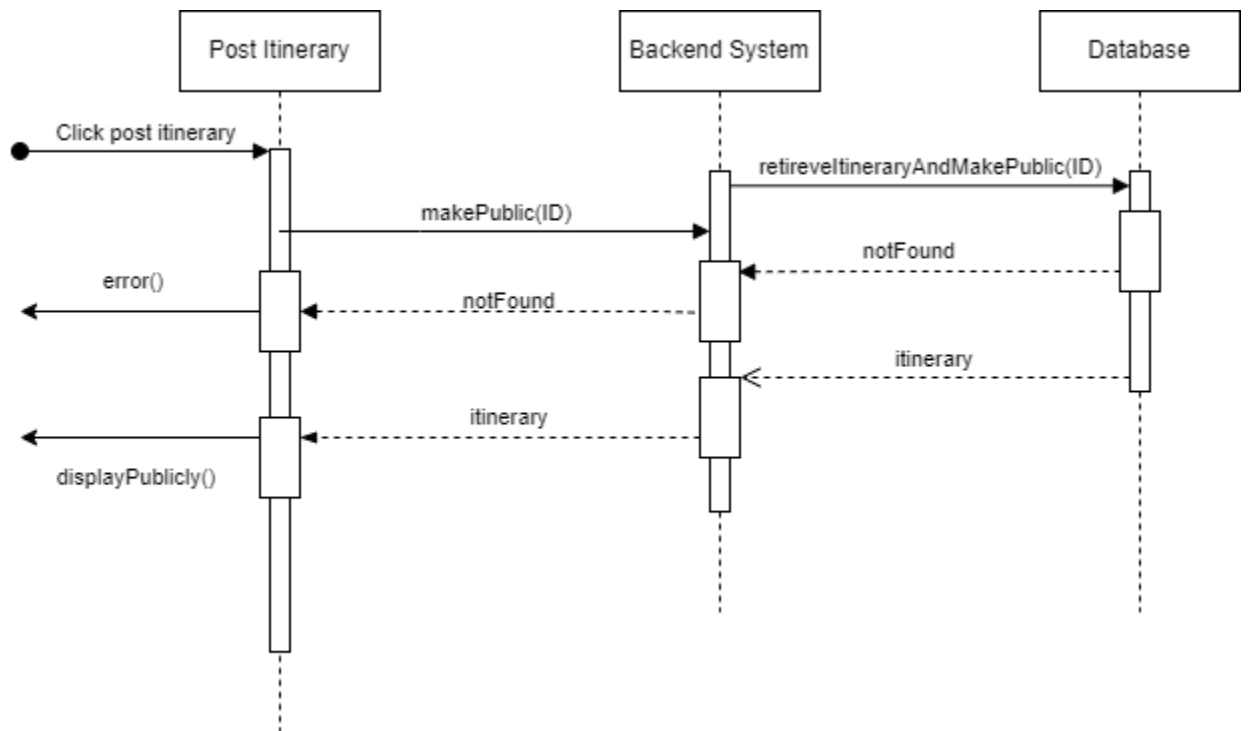 Post Itinerary
Backend System
Database
Click post itinerary
retireveItineraryAndMakePublic(ID)
makePublic(ID)
notFound
error()
notFound
itinerary
itinerary
displayPublicly()